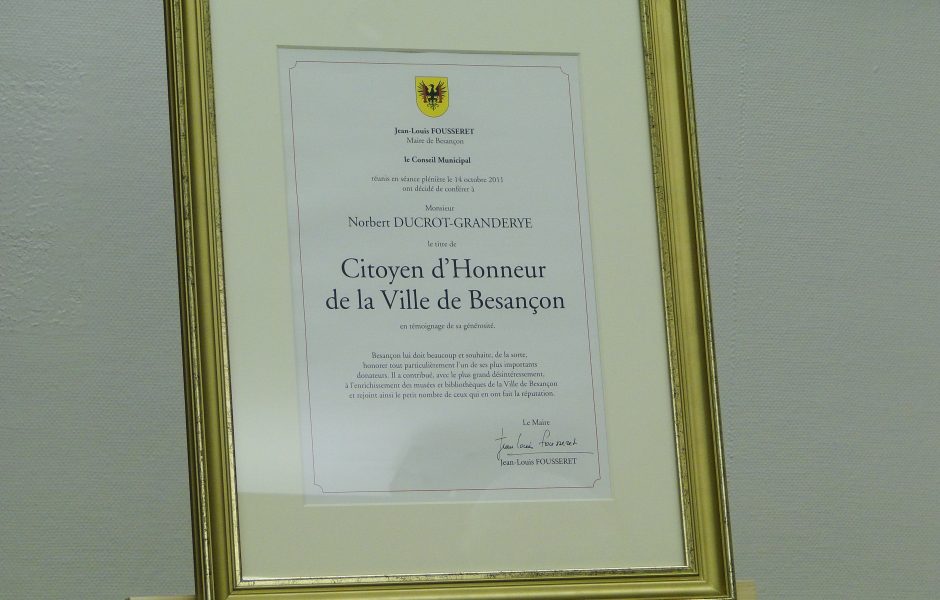 Jean-Louis FOUSSERET
Maire de Besançon
le Conseil Municipal
réunis en séance plénière le 14 octobre 2011
ont décidé de conférer à
Monsieur
Norbert DUCROT-GRANDERYE
le titre de
Citoyen d'Honneur
de la Ville de Besançon
en témoignage de sa générosité.
Besançon lui doit beaucoup et souhaite, de la sorte,
honorer tout particulièrement l'un de ses plus importants
donateurs. Il a contribué, avec le plus grand désintéressement,
à l'enrichissement des musées et bibliothèques de la Ville de Besançon
et rejoint ainsi le petit nombre de ceux qui en ont fait la réputation.
Le Maire
Jean Louis Fousseret
Jean-Louis FOUSSERET